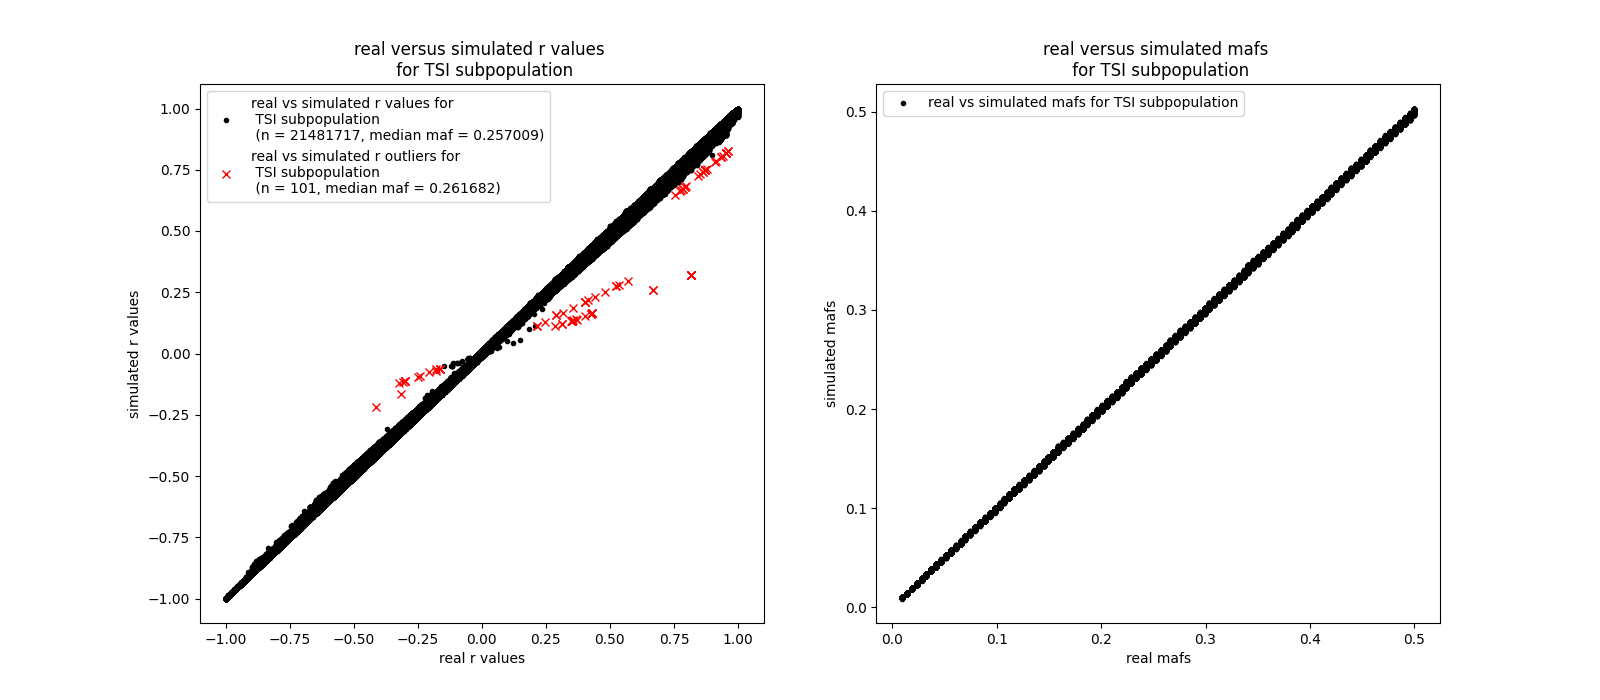 real versus simulated r values
for TSI subpopulation
real vs simulated r values for
TSI subpopulation
(n = 21481717, median maf = 0.257009)
real vs simulated r outliers for
TSI subpopulation
(n = 101, median maf = 0.261682)
1.00
0.75
0.50
0.25
0.00
−0.25
−0.50
−0.75
−1.00
simulated r values
−1.00 −0.75 −0.50 −0.25 0.00 0.25 0.50 0.75 1.00
real r values
real versus simulated mafs
for TSI subpopulation
real vs simulated mafs for TSI subpopulation
0.5
0.4
0.3
0.2
0.1
0.0
simulated mafs
0.0 0.1 0.2 0.3 0.4 0.5
real mafs